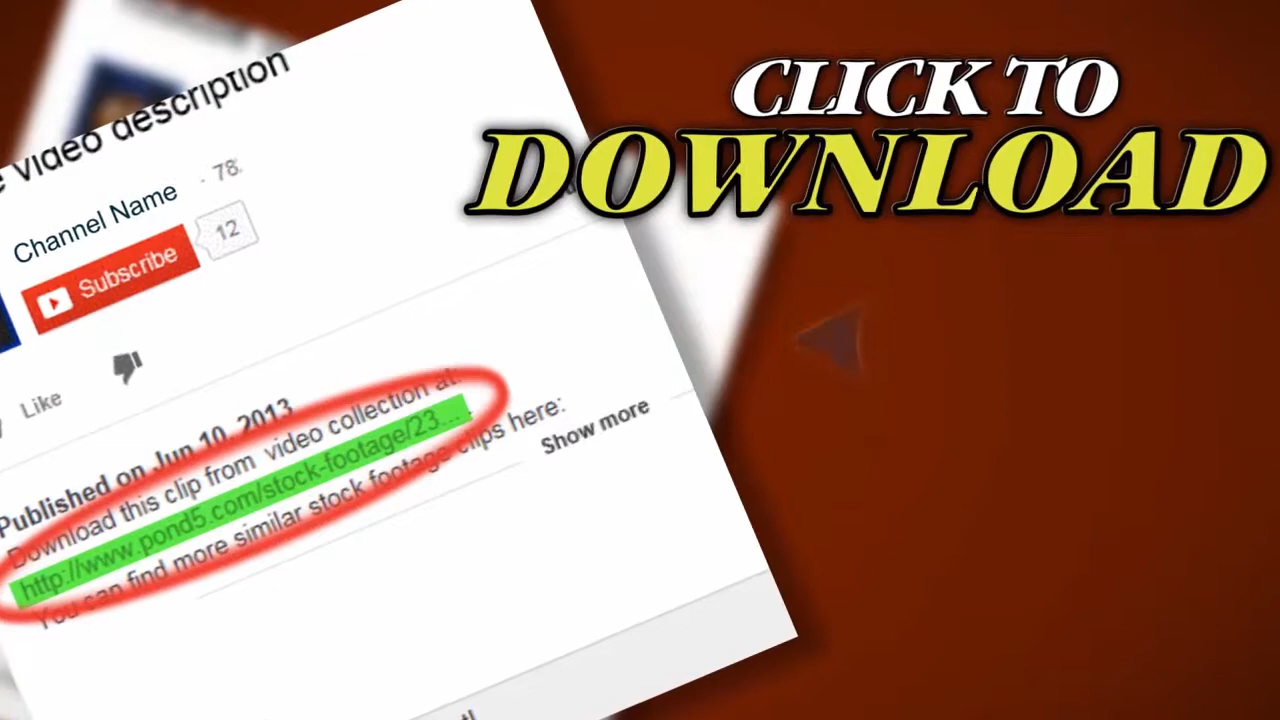 CLICK TO
DOWNLOAD
video description
Channel Name
78
Subscribe
12
Like
Published on Jun 10, 2013
Download this clip from video collection at:
http://www.pond5.com/stock-footage/23...
You can find more similar stock footage clips here:
Show more